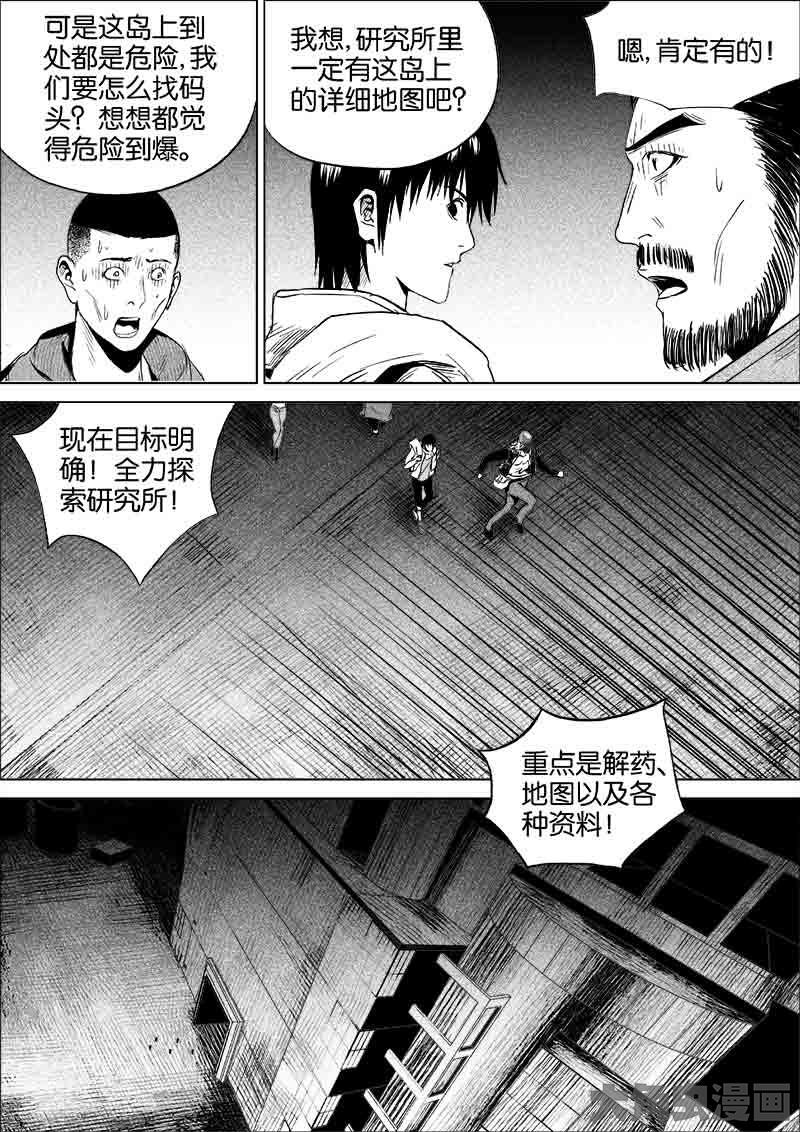 可是这岛上到
处都是危险,我
们要怎么找码
头？想想都觉
得危险到爆。
我想,研究所里
一定有这岛上
的详细地图吧？
嗯,肯定有的！
现在目标明
确！全力探
索研究所！
重点是解药、
地图以及各
种资料！